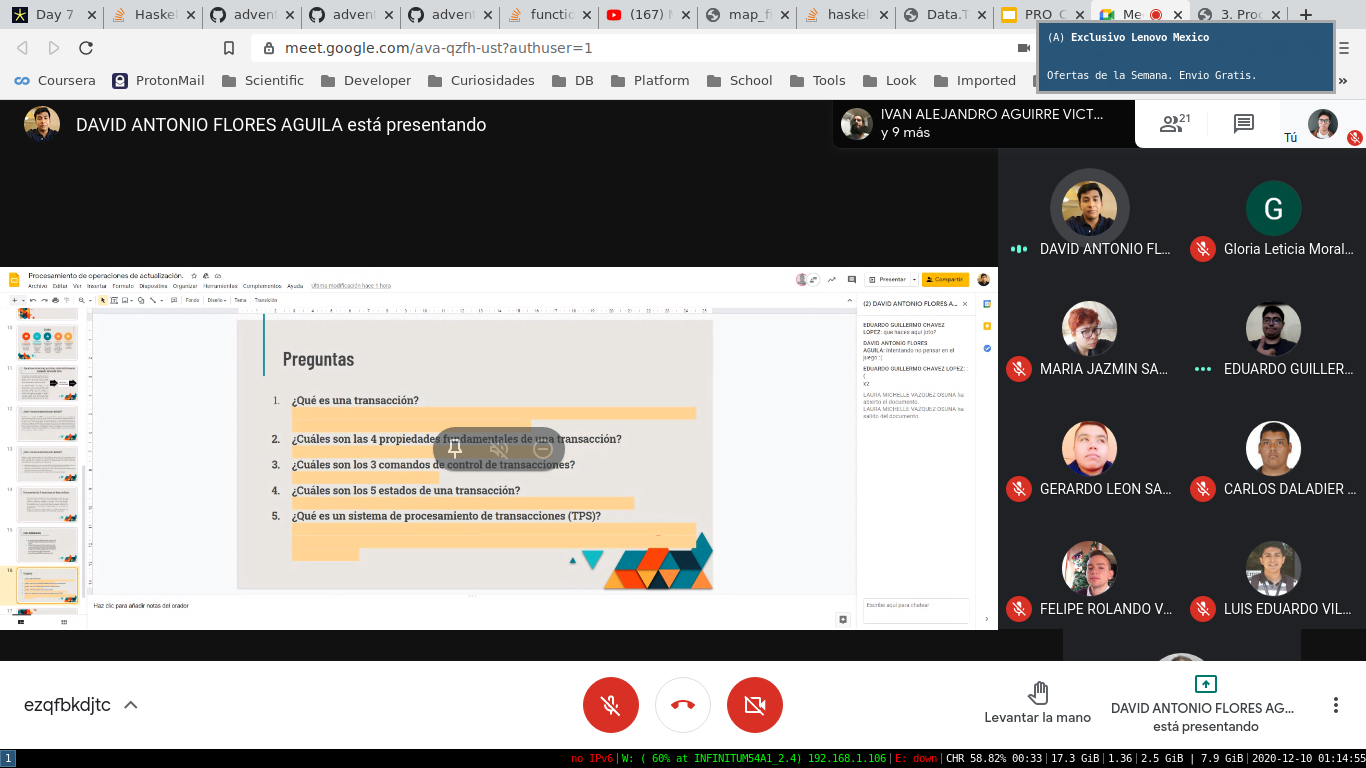 Day 7
Haskel
advent
advent
advent
functio
(167) M
map_fi
haskel
Data.T
PRO_C
Me
3. Proc
meet.google.com/ava-qzfh-ust?authuser=1
(A) Exclusivo Lenovo Mexico
Ofertas de la Semana. Envio Gratis.
Coursera
ProtonMail
Scientific
Developer
Curiosidades
DB
Platform
School
Tools
Look
Imported
DAVID ANTONIO FLORES AGUILA está presentando
IVAN ALEJANDRO AGUIRRE VICT...
y 9 más
21
Tú
Procesamiento de operaciones de actualización.
Archivo Editar Ver Insertar Formato Diapositiva Organizar Herramientas Complementos Ayuda Última modificación hace 1 hora
Presentar
Compartir
Fondo Diseño Tema Transición
Preguntas
1. ¿Qué es una transacción?
2. ¿Cuáles son las 4 propiedades fundamentales de una transacción?
3. ¿Cuáles son los 3 comandos de control de transacciones?
4. ¿Cuáles son los 5 estados de una transacción?
5. ¿Qué es un sistema de procesamiento de transacciones (TPS)?
Haz clic para añadir notas del orador
(2) DAVID ANTONIO FLORES A...
EDUARDO GUILLERMO CHAVEZ
LOPEZ: que haces aqui joto?
DAVID ANTONIO FLORES
AGUILA: Intentando no pensar en el
juego :(
EDUARDO GUILLERMO CHAVEZ LOPEZ: :
(
x2
LAURA MICHELLE VAZQUEZ OSUNA ha
abierto el documento.
LAURA MICHELLE VAZQUEZ OSUNA ha
salido del documento.
Escribe aquí para chatear
DAVID ANTONIO FL...
G
Gloria Leticia Moral...
MARIA JAZMIN SA...
EDUARDO GUILLER...
GERARDO LEON SA...
CARLOS DALADIER ...
FELIPE ROLANDO V...
LUIS EDUARDO VIL...
ezqfbkdjtc
Levantar la mano
DAVID ANTONIO FLORES AG...
está presentando
1
no IPv6|W: ( 60% at INFINITUM54A1_2.4) 192.168.1.106|E: down|CHR 58.82% 00:33|17.3 GiB|1.36|2.5 GiB | 7.9 GiB|2020-12-10 01:14:55